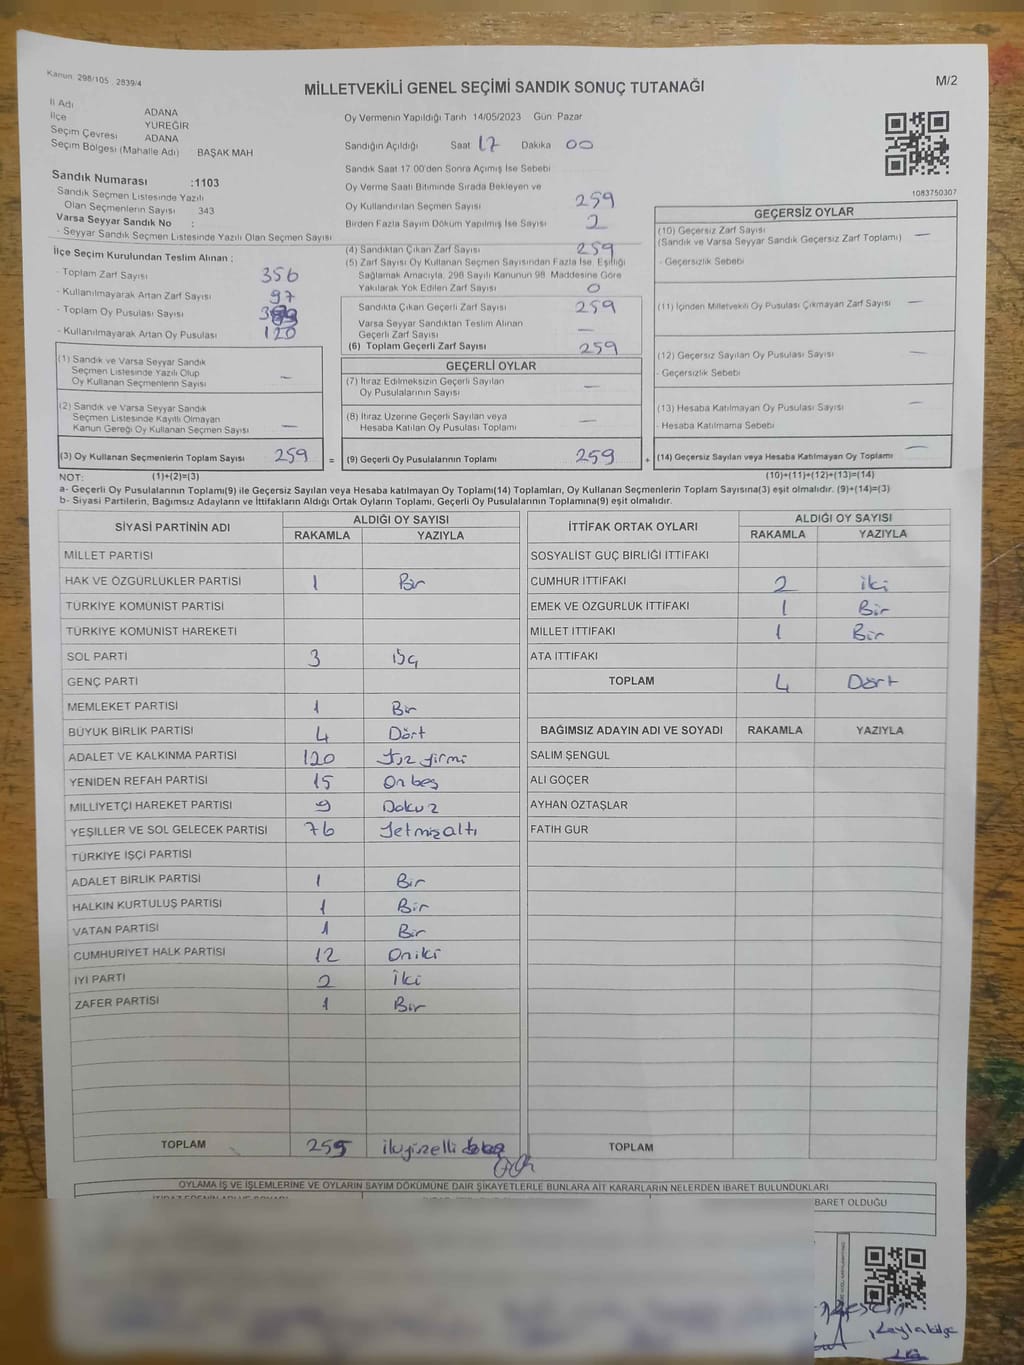 Kanun 298/105 2839/4
MİLLETVEKİLİ GENEL SEÇİMİ SANDIK SONUÇ TUTANAĞI
M/2
İl Adı ADANA
İlçe YÜREĞİR
Seçim Çevresi ADANA
Seçim Bölgesi (Mahalle Adı) BAŞAK MAH
Sandık Numarası :1103
Sandık Seçmen Listesinde Yazılı
Olan Seçmenlerin Sayısı 343
Varsa Seyyar Sandık No :
- Seyyar Sandık Seçmen Listesinde Yazılı Olan Seçmen Sayısı
İlçe Seçim Kurulundan Teslim Alınan ;
- Toplam Zarf Sayısı 356
- Kullanılmayarak Artan Zarf Sayısı 97
- Toplam Oy Pusulası Sayısı
- Kullanılmayarak Artan Oy Pusulası 120
Oy Vermenin Yapıldığı Tarih 14/05/2023 Gün Pazar
Sandığın Açıldığı Saat 17 Dakika 00
Sandık Saat 17 00'den Sonra Açımış İse Sebebi
Oy Verme Saati Bitiminde Sırada Bekleyen ve
Oy Kullandırılan Seçmen Sayısı 259
Birden Fazla Sayım Döküm Yapılmış İse Sayısı 2
(4) Sandıktan Çıkan Zarf Sayısı 259
(5) Zarf Sayısı Oy Kullanan Seçmen Sayısından Fazla İse, Eşitliği
Sağlamak Amacıyla, 298 Sayılı Kanunun 98 Maddesine Göre
Yakılarak Yok Edilen Zarf Sayısı 0
Sandıkta Çıkan Geçerli Zarf Sayısı 259
Varsa Seyyar Sandıktan Teslim Alınan
Geçerli Zarf Sayısı —
(6) Toplam Geçerli Zarf Sayısı 259
1083750307
GEÇERSİZ OYLAR
(10) Geçersiz Zarf Sayısı
(Sandık ve Varsa Seyyar Sandık Geçersiz Zarf Toplamı) —
- Geçersizlik Sebebi
(11) İçinden Milletvekili Oy Pusulası Çıkmayan Zarf Sayısı —
(12) Geçersiz Sayılan Oy Pusulası Sayısı —
- Geçersizlik Sebebi
(13) Hesaba Katılmayan Oy Pusulası Sayısı —
- Hesaba Katılmama Sebebi
(1) Sandık ve Varsa Seyyar Sandık
Seçmen Listesinde Yazılı Olup
Oy Kullanan Seçmenlerin Sayısı —
(2) Sandık ve Varsa Seyyar Sandık
Seçmen Listesinde Kayıtlı Olmayan
Kanun Gereği Oy Kullanan Seçmen Sayısı —
GEÇERLİ OYLAR
(7) İtiraz Edilmeksizin Geçerli Sayılan
Oy Pusulalarının Sayısı —
(8) İtiraz Üzerine Geçerli Sayılan veya
Hesaba Katılan Oy Pusulası Toplamı —
(3) Oy Kullanan Seçmenlerin Toplam Sayısı 259 = (9) Geçerli Oy Pusulalarının Toplamı 259 + (14) Geçersiz Sayılan veya Hesaba Katılmayan Oy Toplamı —
NOT: (1)+(2)=(3) (10)+(11)+(12)+(13)=(14)
a- Geçerli Oy Pusulalarının Toplamı(9) ile Geçersiz Sayılan veya Hesaba katılmayan Oy Toplamı(14) Toplamları, Oy Kullanan Seçmenlerin Toplam Sayısına(3) eşit olmalıdır. (9)+(14)=(3)
b- Siyasi Partilerin, Bağımsız Adayların ve İttifakların Aldığı Ortak Oyların Toplamı, Geçerli Oy Pusulalarının Toplamına(9) eşit olmalıdır.
SİYASİ PARTİNİN ADI ALDIĞI OY SAYISI
RAKAMLA YAZIYLA
MİLLET PARTİSİ
HAK VE ÖZGÜRLÜKLER PARTİSİ 1 Bir
TÜRKİYE KOMÜNİST PARTİSİ
TÜRKİYE KOMÜNİST HAREKETİ
SOL PARTİ 3 Üç
GENÇ PARTİ
MEMLEKET PARTİSİ 1 Bir
BÜYÜK BİRLİK PARTİSİ 4 Dört
ADALET VE KALKINMA PARTİSİ 120 Yüz yirmi
YENİDEN REFAH PARTİSİ 15 On beş
MİLLİYETÇİ HAREKET PARTİSİ 9 Dokuz
YEŞİLLER VE SOL GELECEK PARTİSİ 76 Yetmiş altı
TÜRKİYE İŞÇİ PARTİSİ
ADALET BİRLİK PARTİSİ 1 Bir
HALKIN KURTULUŞ PARTİSİ 1 Bir
VATAN PARTİSİ 1 Bir
CUMHURİYET HALK PARTİSİ 12 Oniki
İYİ PARTİ 2 İki
ZAFER PARTİSİ 1 Bir
TOPLAM 255 ikiyüzelli
İTTİFAK ORTAK OYLARI ALDIĞI OY SAYISI
RAKAMLA YAZIYLA
SOSYALİST GÜÇ BİRLİĞİ İTTİFAKI
CUMHUR İTTİFAKI 2 iki
EMEK VE ÖZGÜRLÜK İTTİFAKI 1 Bir
MİLLET İTTİFAKI 1 Bir
ATA İTTİFAKI
TOPLAM 4 Dört
BAĞIMSIZ ADAYIN ADI VE SOYADI RAKAMLA YAZIYLA
SALİM ŞENGUL
ALİ GÖÇER
AYHAN ÖZTAŞLAR
FATİH GÜR
TOPLAM
OYLAMA İŞ VE İŞLEMLERİNE VE OYLARIN SAYIM DÖKÜMÜNE DAİR ŞİKAYETLERLE BUNLARA AİT KARARLARIN NELERDEN İBARET BULUNDUKLARI
BARET OLDUĞU